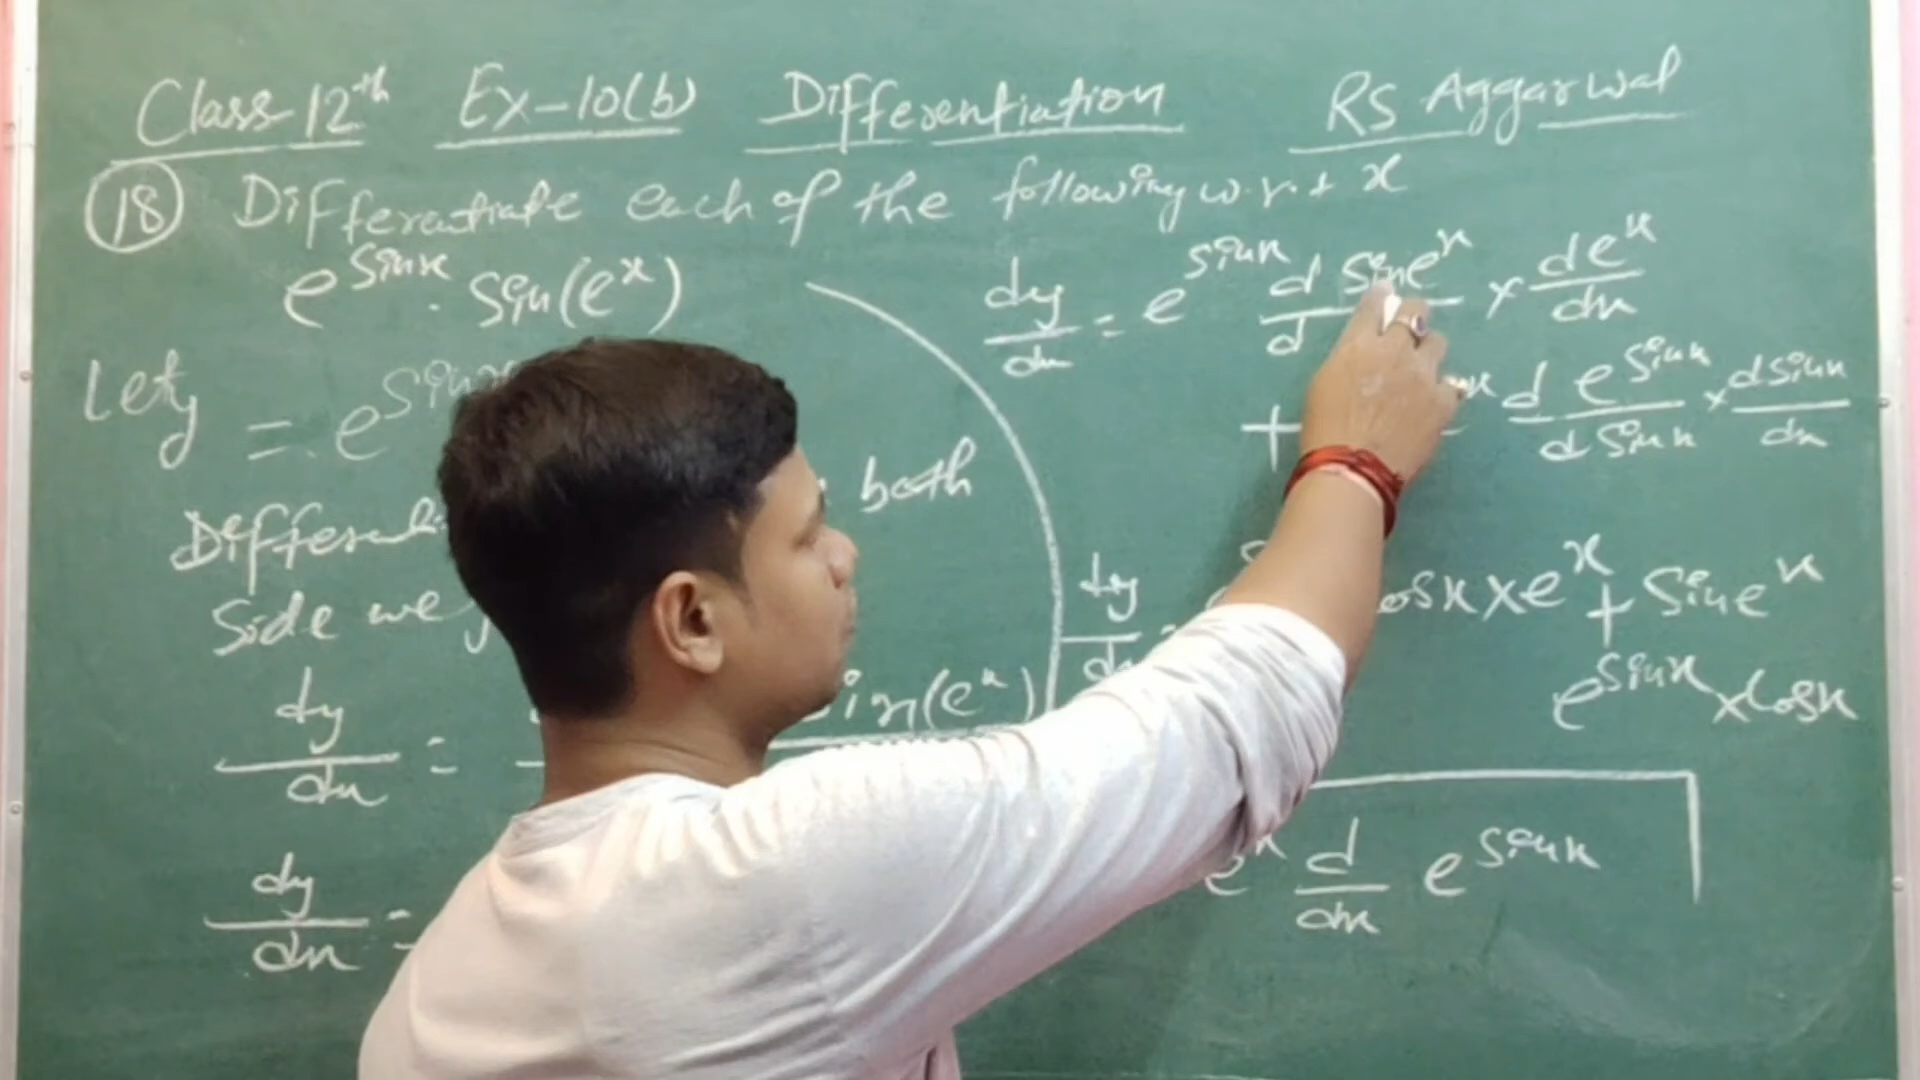 Class 12th Ex-10(b) Differentiation RS Aggarwal
(18) Differentiate each of the following w.r.t x
e^sinx . Sin(e^x)
Let y = e^sinx
both
Side we
dy/dx =
dy/dx =
dy/dx = e^sinx d sine^x / d × de^x/dx
+ x d e^sinx / d sinx × dsinx/dx
dy/dx cosx × e^x + Sine^x
e^sinx × cosx
Sin(e^x)
e^x d/dx e^sinx